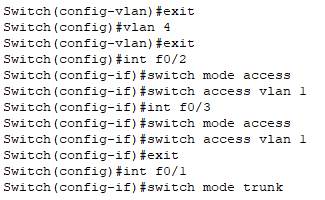 Switch(config-vlan)#exit
Switch(config)#vlan 4
Switch(config-vlan)#exit
Switch(config)#int f0/2
Switch(config-if)#switch mode access
Switch(config-if)#switch access vlan 1
Switch(config-if)#int f0/3
Switch(config-if)#switch mode access
Switch(config-if)#switch access vlan 1
Switch(config-if)#exit
Switch(config)#int f0/1
Switch(config-if)#switch mode trunk